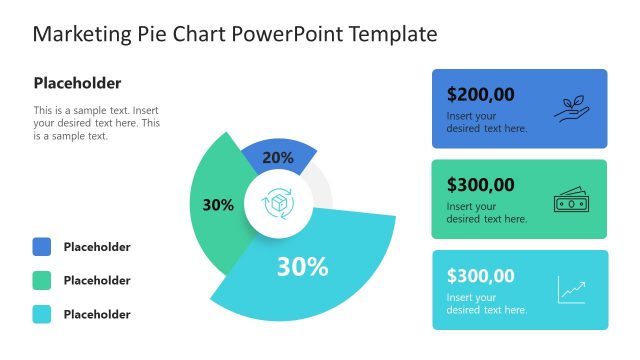 Marketing Pie Chart PowerPoint Template
Placeholder
This is a sample text. Insert
your desired text here. This
is a sample text.
20%
30%
30%
Placeholder
Placeholder
Placeholder
$200,00
Insert your
desired text here.
$300,00
Insert your
desired text here.
$300,00
Insert your
desired text here.